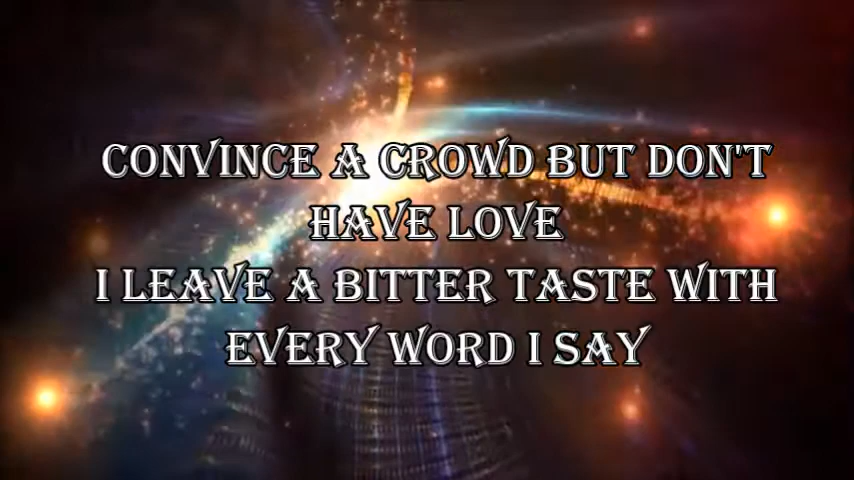 CONVINCE A CROWD BUT DON'T
HAVE LOVE
I LEAVE A BITTER TASTE WITH
EVERY WORD I SAY